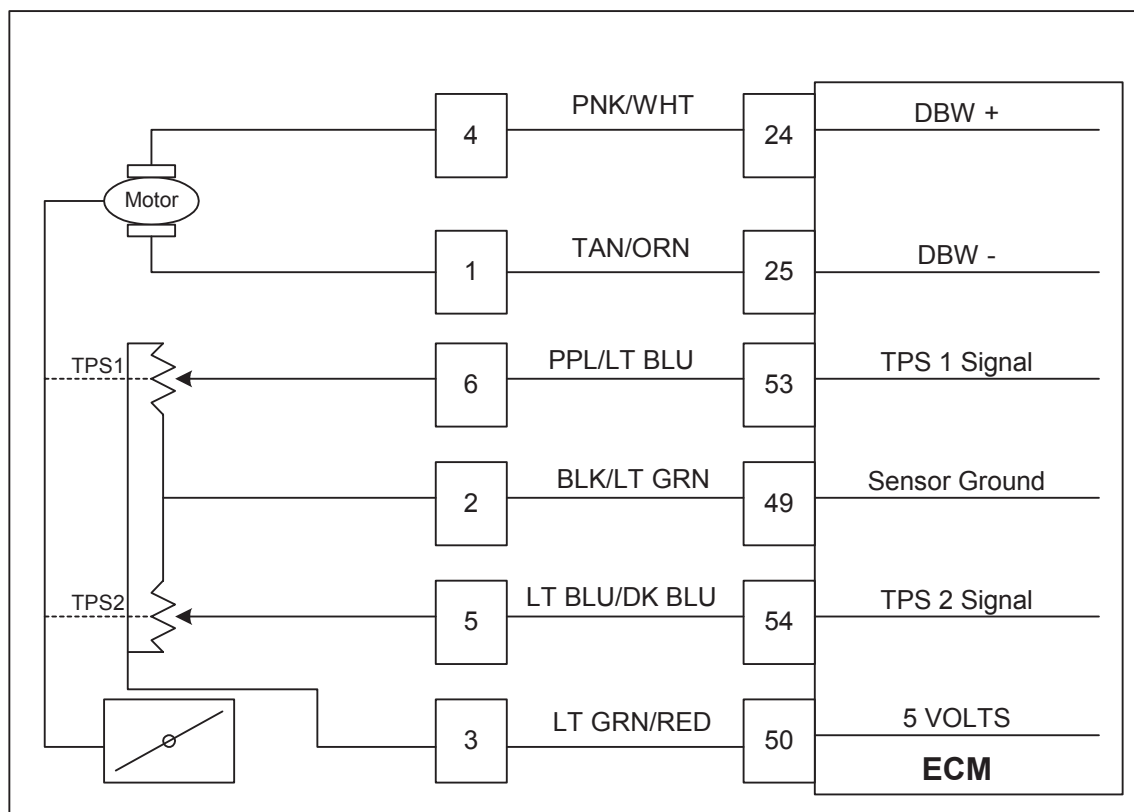 4 PNK/WHT 24 DBW +
Motor
1 TAN/ORN 25 DBW -
TPS1 6 PPL/LT BLU 53 TPS 1 Signal
2 BLK/LT GRN 49 Sensor Ground
TPS2 5 LT BLU/DK BLU 54 TPS 2 Signal
3 LT GRN/RED 50 5 VOLTS
ECM